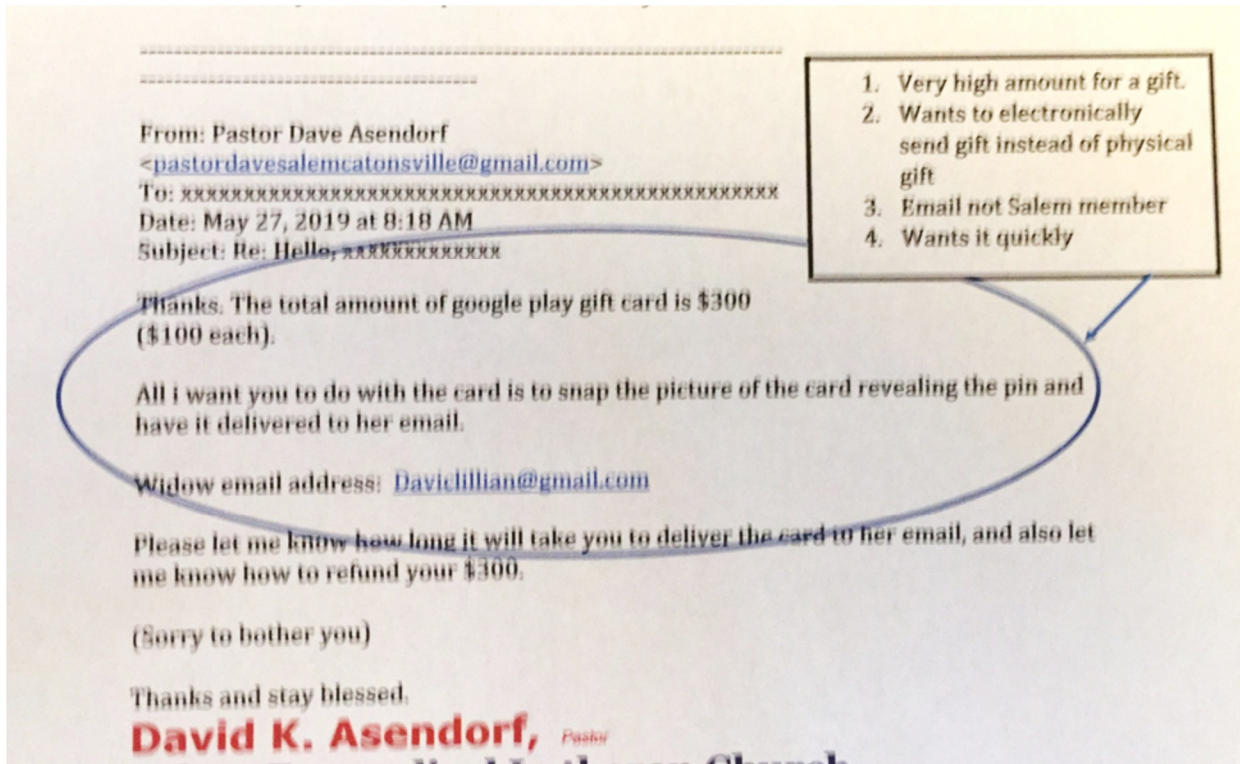 From: Pastor Dave Asendorf
<pastordavesalemcatonsville@gmail.com>
To: xxxxxxxxxxxxxxxxxxxxxxxxxxxxxxxxxxxxxxxxxxxxxxxx
Date: May 27, 2019 at 8:18 AM
Subject: Re: Hello, xxxxxxxxxxxxx
Thanks. The total amount of google play gift card is $300
($100 each).
All i want you to do with the card is to snap the picture of the card revealing the pin and
have it delivered to her email.
Widow email address: Daviclillian@gmail.com
Please let me know how long it will take you to deliver the card to her email, and also let
me know how to refund your $300.
(Sorry to bother you)
Thanks and stay blessed.
David K. Asendorf, Pastor
1. Very high amount for a gift.
2. Wants to electronically
send gift instead of physical
gift
3. Email not Salem member
4. Wants it quickly